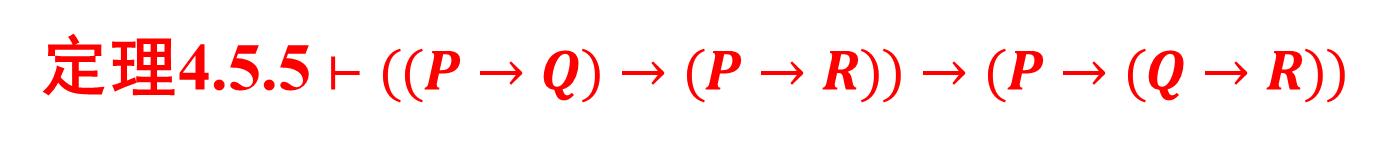 定理4.5.5 ⊢ ((P → Q) → (P → R)) → (P → (Q → R))